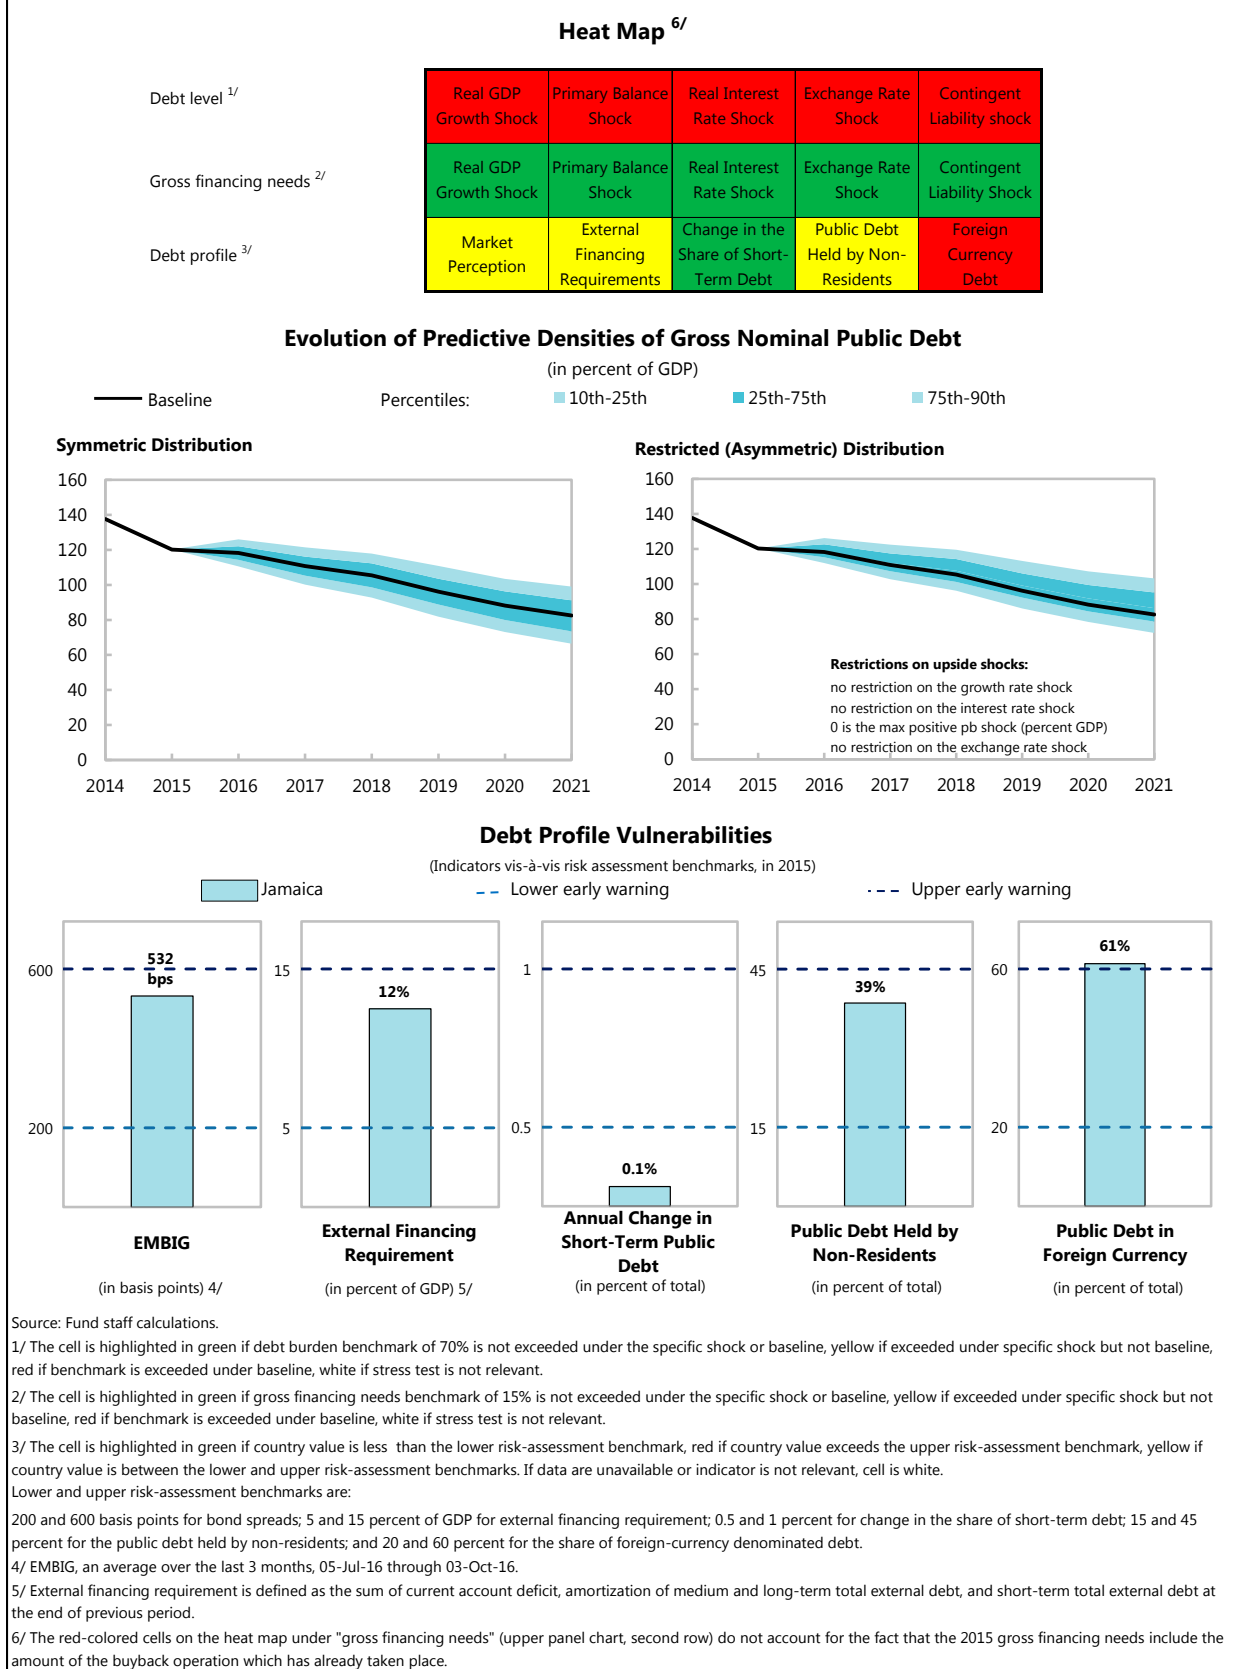 Heat Map 6/
Debt level 1/
Real GDP Growth Shock
Primary Balance Shock
Real Interest Rate Shock
Exchange Rate Shock
Contingent Liability shock
Gross financing needs 2/
Real GDP Growth Shock
Primary Balance Shock
Real Interest Rate Shock
Exchange Rate Shock
Contingent Liability Shock
Debt profile 3/
Market Perception
External Financing Requirements
Change in the Share of Short-Term Debt
Public Debt Held by Non-Residents
Foreign Currency Debt
Evolution of Predictive Densities of Gross Nominal Public Debt
(in percent of GDP)
Baseline
Percentiles:
10th-25th
25th-75th
75th-90th
Symmetric Distribution
160
140
120
100
80
60
40
20
0
2014 2015 2016 2017 2018 2019 2020 2021
Restricted (Asymmetric) Distribution
160
140
120
100
80
60
40
20
0
Restrictions on upside shocks:
no restriction on the growth rate shock
no restriction on the interest rate shock
0 is the max positive pb shock (percent GDP)
no restriction on the exchange rate shock
2014 2015 2016 2017 2018 2019 2020 2021
Debt Profile Vulnerabilities
(Indicators vis-à-vis risk assessment benchmarks, in 2015)
Jamaica
Lower early warning
Upper early warning
600
200
532
bps
EMBIG
(in basis points) 4/
15
5
12%
External Financing
Requirement
(in percent of GDP) 5/
1
0.5
0.1%
Annual Change in
Short-Term Public
Debt
(in percent of total)
45
15
39%
Public Debt Held by
Non-Residents
(in percent of total)
60
20
61%
Public Debt in
Foreign Currency
(in percent of total)
Source: Fund staff calculations.
1/ The cell is highlighted in green if debt burden benchmark of 70% is not exceeded under the specific shock or baseline, yellow if exceeded under specific shock but not baseline,
red if benchmark is exceeded under baseline, white if stress test is not relevant.
2/ The cell is highlighted in green if gross financing needs benchmark of 15% is not exceeded under the specific shock or baseline, yellow if exceeded under specific shock but not
baseline, red if benchmark is exceeded under baseline, white if stress test is not relevant.
3/ The cell is highlighted in green if country value is less than the lower risk-assessment benchmark, red if country value exceeds the upper risk-assessment benchmark, yellow if
country value is between the lower and upper risk-assessment benchmarks. If data are unavailable or indicator is not relevant, cell is white.
Lower and upper risk-assessment benchmarks are:
200 and 600 basis points for bond spreads; 5 and 15 percent of GDP for external financing requirement; 0.5 and 1 percent for change in the share of short-term debt; 15 and 45
percent for the public debt held by non-residents; and 20 and 60 percent for the share of foreign-currency denominated debt.
4/ EMBIG, an average over the last 3 months, 05-Jul-16 through 03-Oct-16.
5/ External financing requirement is defined as the sum of current account deficit, amortization of medium and long-term total external debt, and short-term total external debt at
the end of previous period.
6/ The red-colored cells on the heat map under "gross financing needs" (upper panel chart, second row) do not account for the fact that the 2015 gross financing needs include the
amount of the buyback operation which has already taken place.